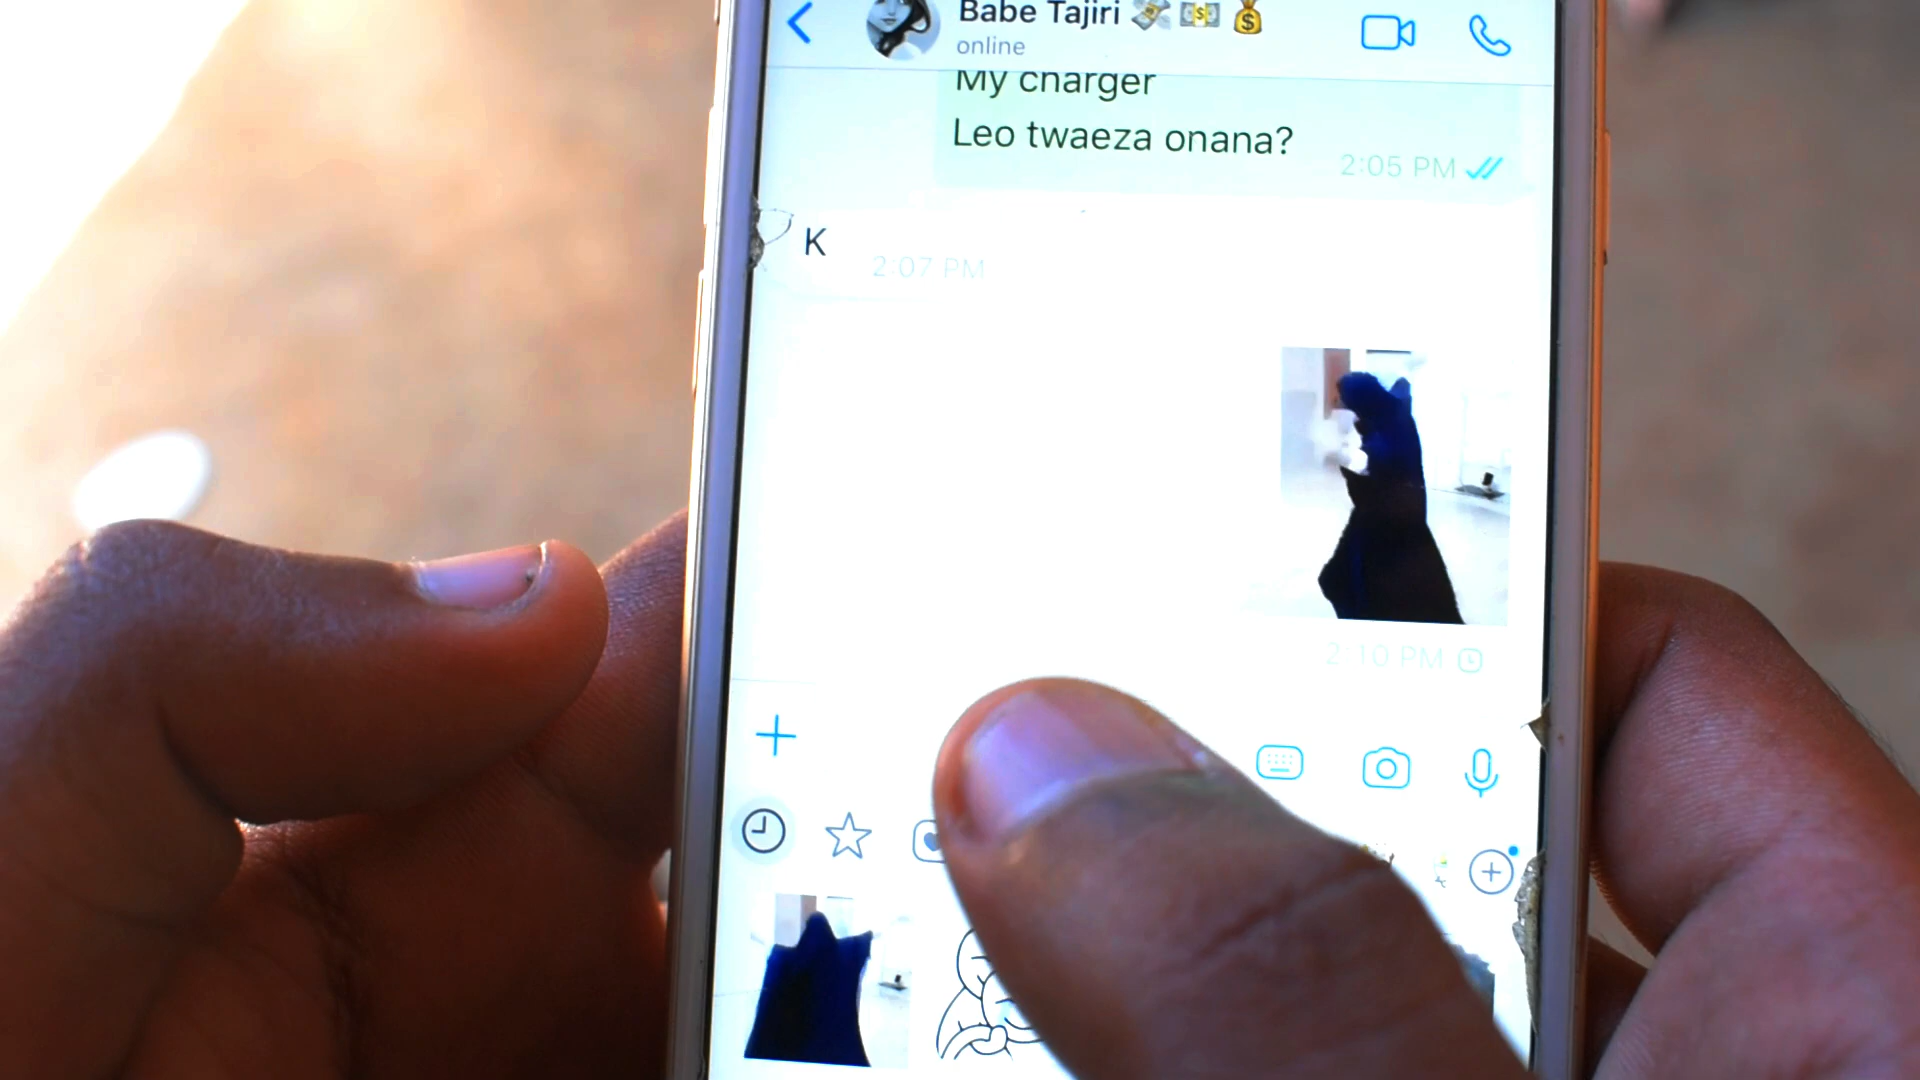 Babe Tajiri 💸 💵 💰
online
My charger
Leo twaeza onana?
2:05 PM
K
2:07 PM
2:10 PM